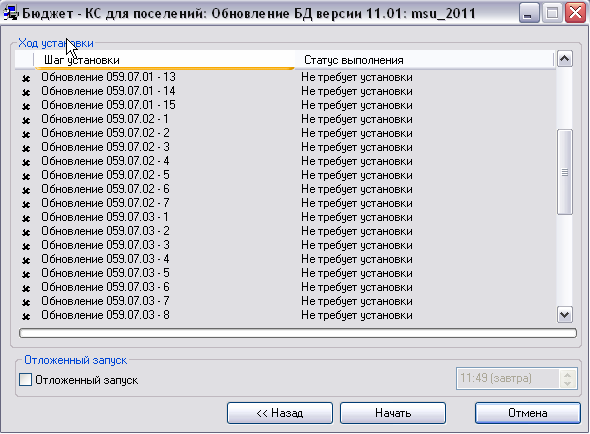 Бюджет - КС для поселений: Обновление БД версии 11.01: msu_2011
Ход установки
Шаг установки Статус выполнения
Обновление 059.07.01 - 13 Не требует установки
Обновление 059.07.01 - 14 Не требует установки
Обновление 059.07.01 - 15 Не требует установки
Обновление 059.07.02 - 1 Не требует установки
Обновление 059.07.02 - 2 Не требует установки
Обновление 059.07.02 - 3 Не требует установки
Обновление 059.07.02 - 4 Не требует установки
Обновление 059.07.02 - 5 Не требует установки
Обновление 059.07.02 - 6 Не требует установки
Обновление 059.07.02 - 7 Не требует установки
Обновление 059.07.03 - 1 Не требует установки
Обновление 059.07.03 - 2 Не требует установки
Обновление 059.07.03 - 3 Не требует установки
Обновление 059.07.03 - 4 Не требует установки
Обновление 059.07.03 - 5 Не требует установки
Обновление 059.07.03 - 6 Не требует установки
Обновление 059.07.03 - 7 Не требует установки
Обновление 059.07.03 - 8 Не требует установки
Отложенный запуск
Отложенный запуск 11:49 (завтра)
<< Назад Начать Отмена